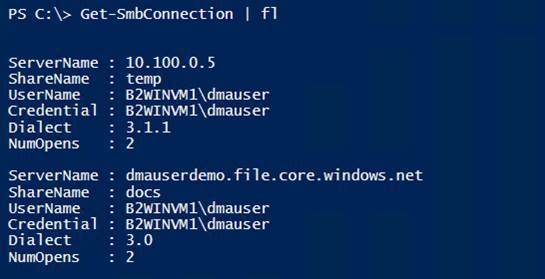 PS C:\> Get-SmbConnection | fl
ServerName : 10.100.0.5
ShareName  : temp
UserName   : B2WINVM1\dmauser
Credential : B2WINVM1\dmauser
Dialect    : 3.1.1
NumOpens   : 2
ServerName : dmauserdemo.file.core.windows.net
ShareName  : docs
UserName   : B2WINVM1\dmauser
Credential : B2WINVM1\dmauser
Dialect    : 3.0
NumOpens   : 2